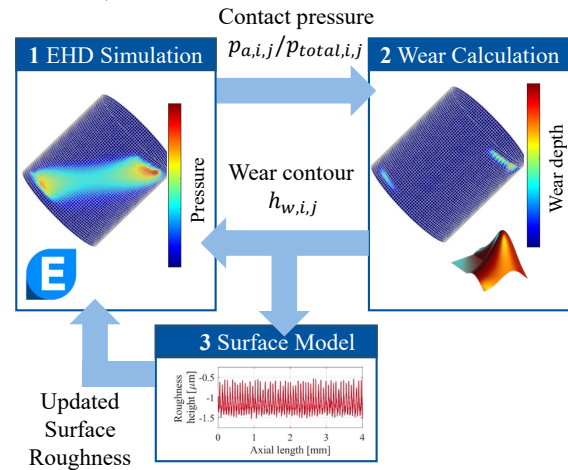 Contact pressure
p_{a,i,j}/p_{total,i,j}
1 EHD Simulation
Pressure
E
2 Wear Calculation
Wear depth
Wear contour
h_{w,i,j}
3 Surface Model
Roughness
height [μm]
-0.5
-1
-1.5
0 1 2 3 4
Axial length [mm]
Updated
Surface
Roughness